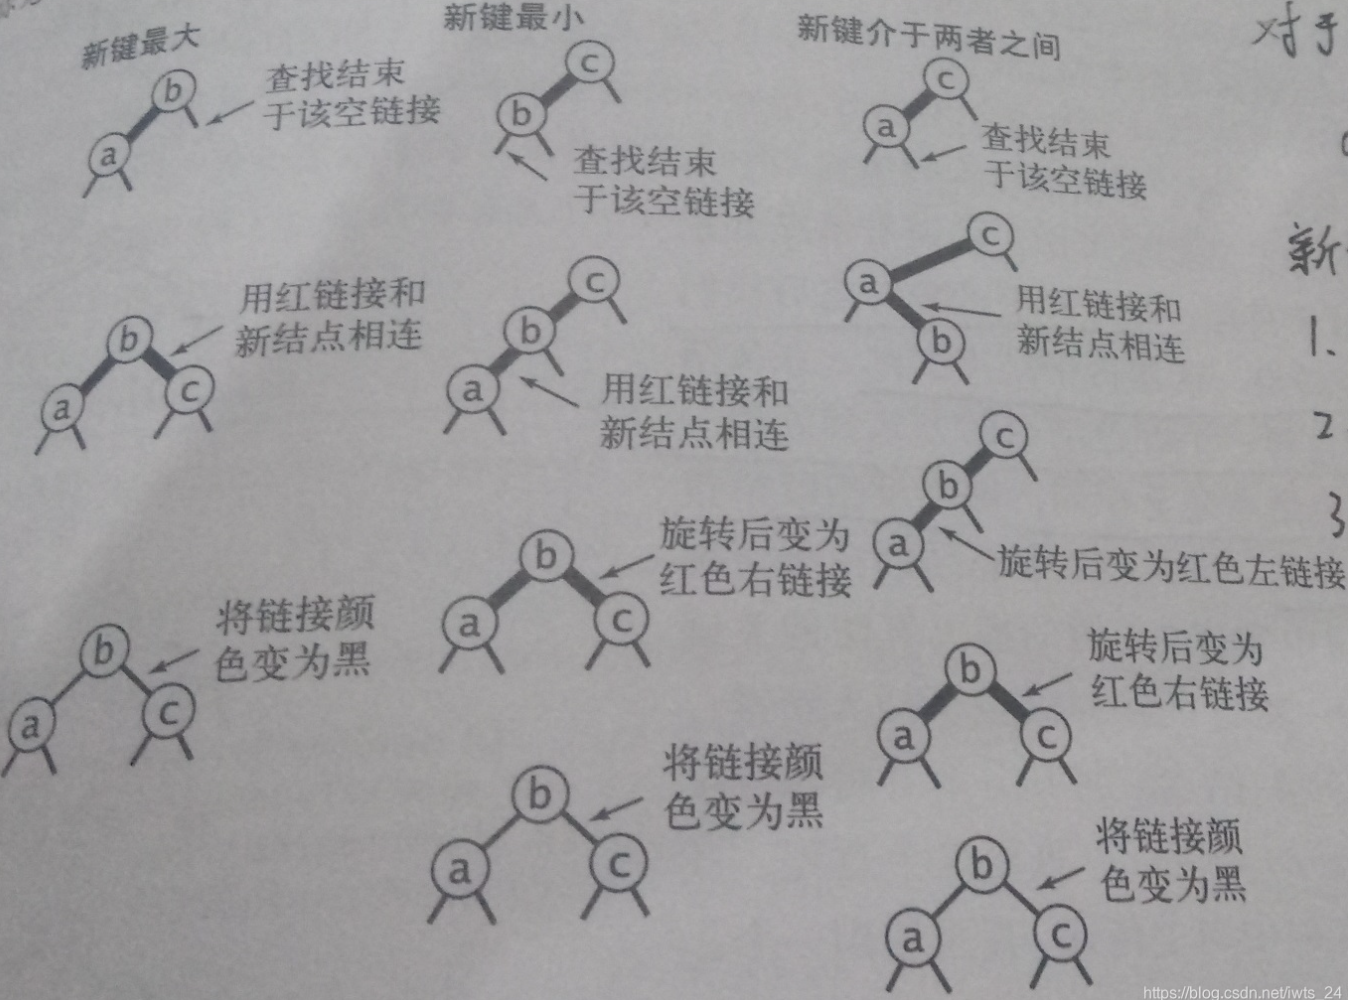 新键最大
b
查找结束
于该空链接
a
b
用红链接和
新结点相连
a
c
将链接颜
色变为黑
b
a
c
新键最小
c
b
查找结束
于该空链接
c
b
a
用红链接和
新结点相连
b
旋转后变为
红色右链接
a
c
将链接颜
色变为黑
b
a
c
新键介于两者之间
c
a
查找结束
于该空链接
c
a
用红链接和
新结点相连
b
c
b
a
旋转后变为红色左链接
b
旋转后变为
红色右链接
a
c
将链接颜
色变为黑
b
a
c
对于
新
1.
2
3
https://blog.csdn.net/iwts_24